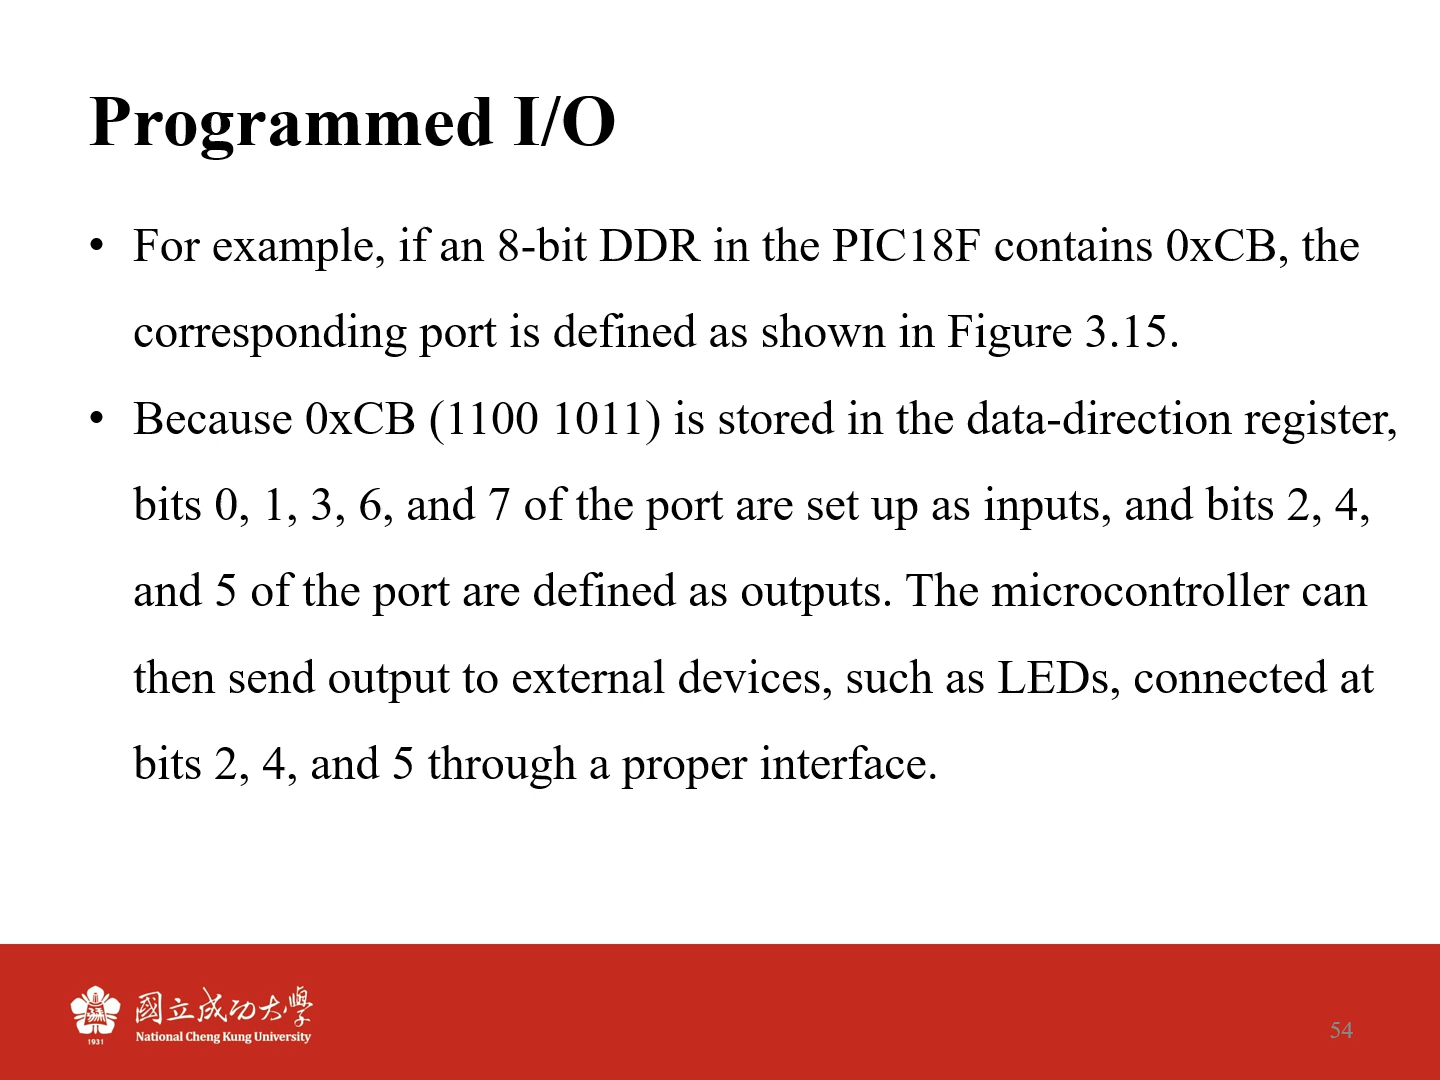 Programmed I/O
• For example, if an 8-bit DDR in the PIC18F contains 0xCB, the
corresponding port is defined as shown in Figure 3.15.
• Because 0xCB (1100 1011) is stored in the data-direction register,
bits 0, 1, 3, 6, and 7 of the port are set up as inputs, and bits 2, 4,
and 5 of the port are defined as outputs. The microcontroller can
then send output to external devices, such as LEDs, connected at
bits 2, 4, and 5 through a proper interface.
國立成功大學
National Cheng Kung University
1931
54